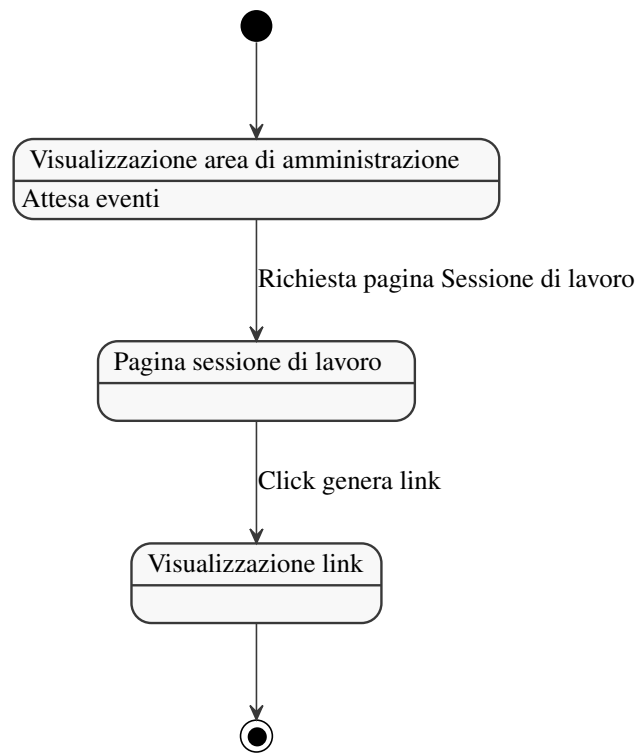 Visualizzazione area di amministrazione
Attesa eventi
Richiesta pagina Sessione di lavoro
Pagina sessione di lavoro
Click genera link
Visualizzazione link